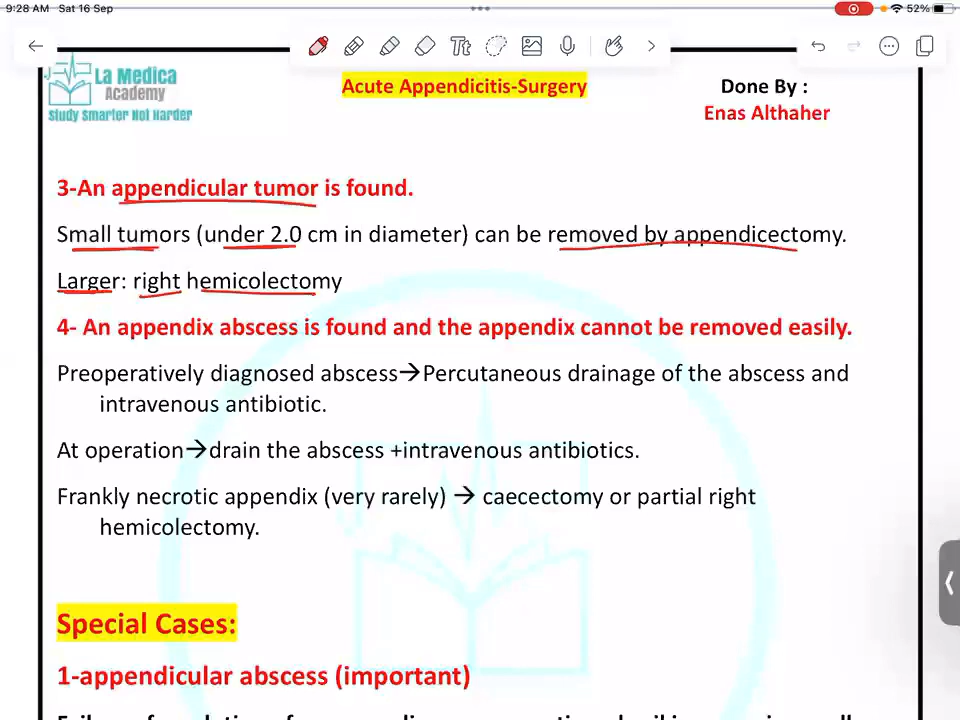 9:28 AM Sat 16 Sep
52%
Tt
La Medica
Academy
Study Smarter Not Harder
Acute Appendicitis-Surgery
Done By :
Enas Althaher
3-An appendicular tumor is found.
Small tumors (under 2.0 cm in diameter) can be removed by appendicectomy.
Larger: right hemicolectomy
4- An appendix abscess is found and the appendix cannot be removed easily.
Preoperatively diagnosed abscess→Percutaneous drainage of the abscess and
intravenous antibiotic.
At operation→drain the abscess +intravenous antibiotics.
Frankly necrotic appendix (very rarely) → caecectomy or partial right
hemicolectomy.
Special Cases:
1-appendicular abscess (important)